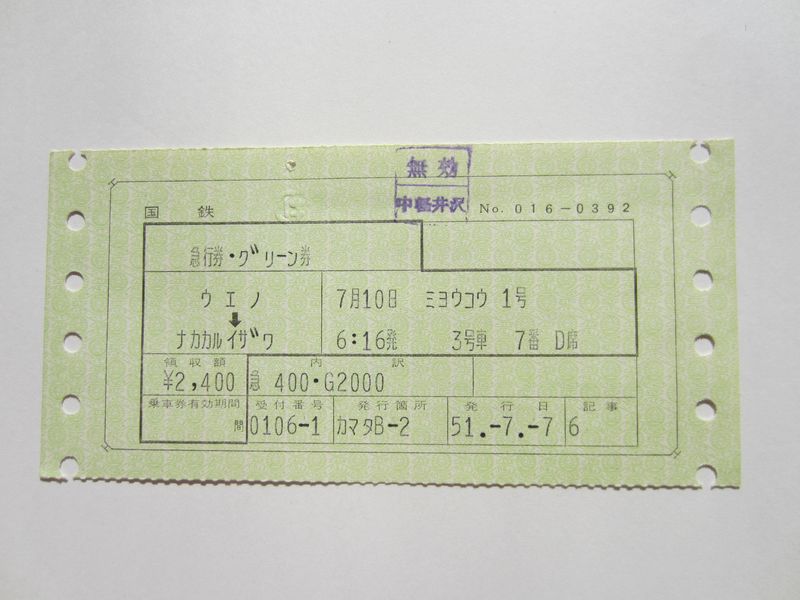 無効
中軽井沢
国鉄 No. 016-0392
急行券・グリーン券
ウエノ 7月10日 ミヨウコウ 1号
⬇
ナカカルイザワ 6:16発 3号車 7番 D席
領収額 内訳
¥2,400 急 400・G2000
乗車券有効期間 受付番号 発行箇所 発行日 記事
間 0106-1 カマタB-2 51.-7.-7 6